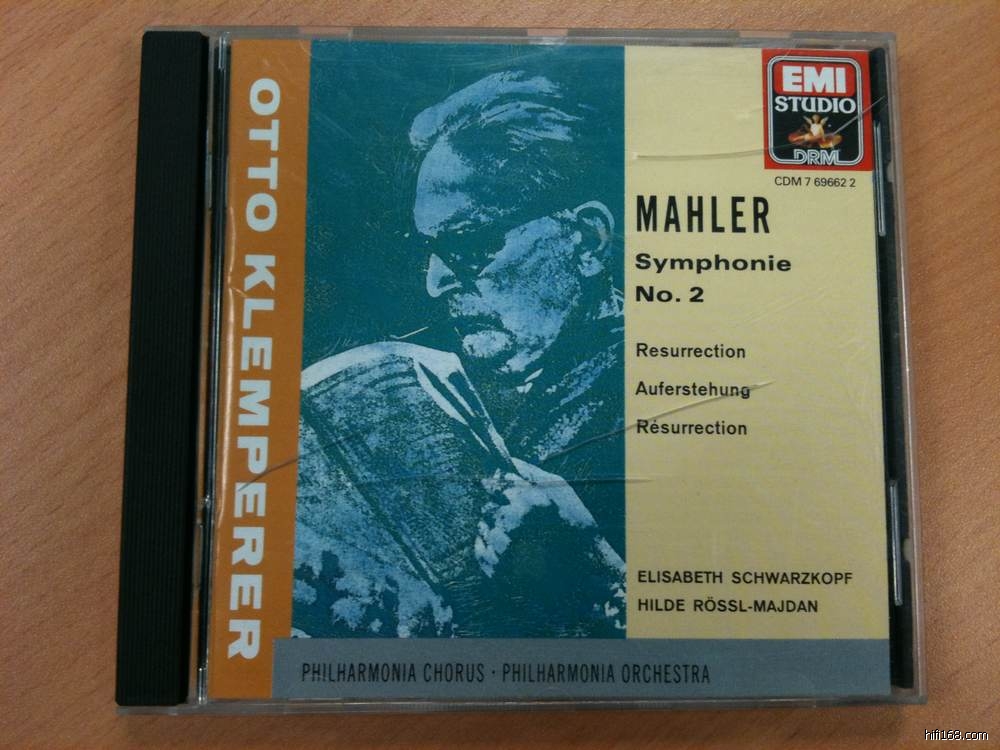 OTTO KLEMPERER
EMI
STUDIO
DRM
CDM 7 69662 2
MAHLER
Symphonie
No. 2
Resurrection
Auferstehung
Résurrection
ELISABETH SCHWARZKOPF
HILDE RÖSSL-MAJDAN
PHILHARMONIA CHORUS · PHILHARMONIA ORCHESTRA
hifi168.com